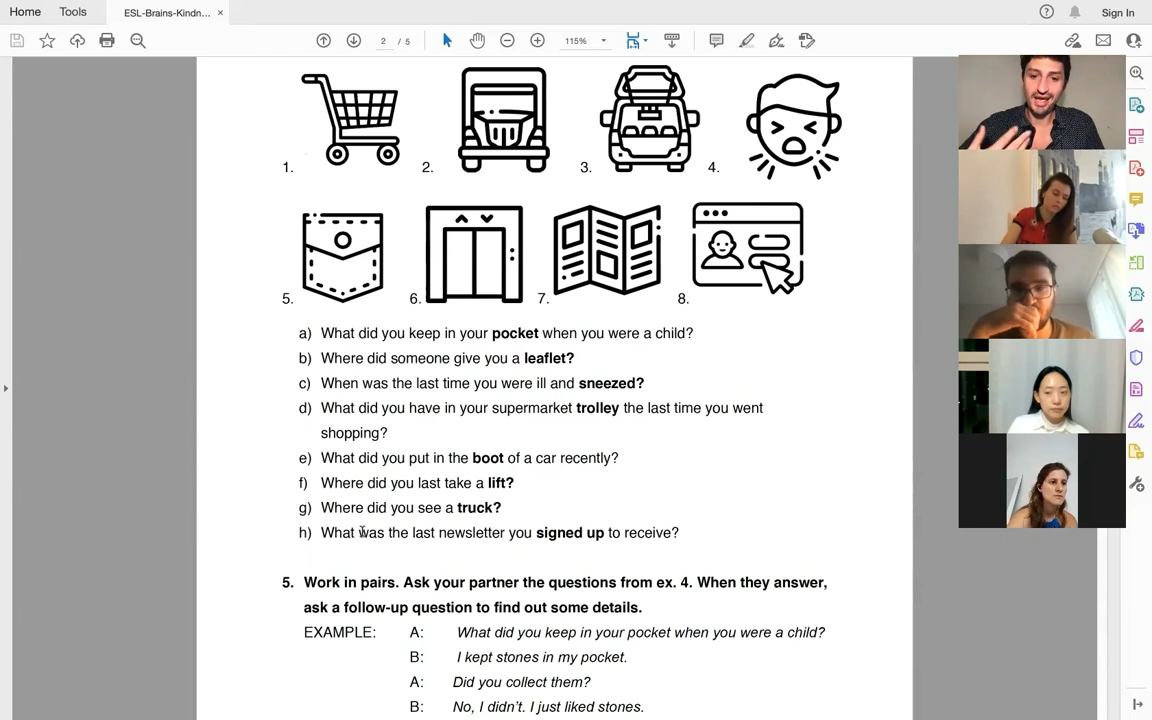 Home Tools ESL-Brains-Kindn... × Sign In
2 / 5 115%
1. 2. 3. 4.
5. 6. 7. 8.
a) What did you keep in your pocket when you were a child?
b) Where did someone give you a leaflet?
c) When was the last time you were ill and sneezed?
d) What did you have in your supermarket trolley the last time you went
shopping?
e) What did you put in the boot of a car recently?
f) Where did you last take a lift?
g) Where did you see a truck?
h) What was the last newsletter you signed up to receive?
5. Work in pairs. Ask your partner the questions from ex. 4. When they answer,
ask a follow-up question to find out some details.
EXAMPLE: A: What did you keep in your pocket when you were a child?
B: I kept stones in my pocket.
A: Did you collect them?
B: No, I didn't. I just liked stones.